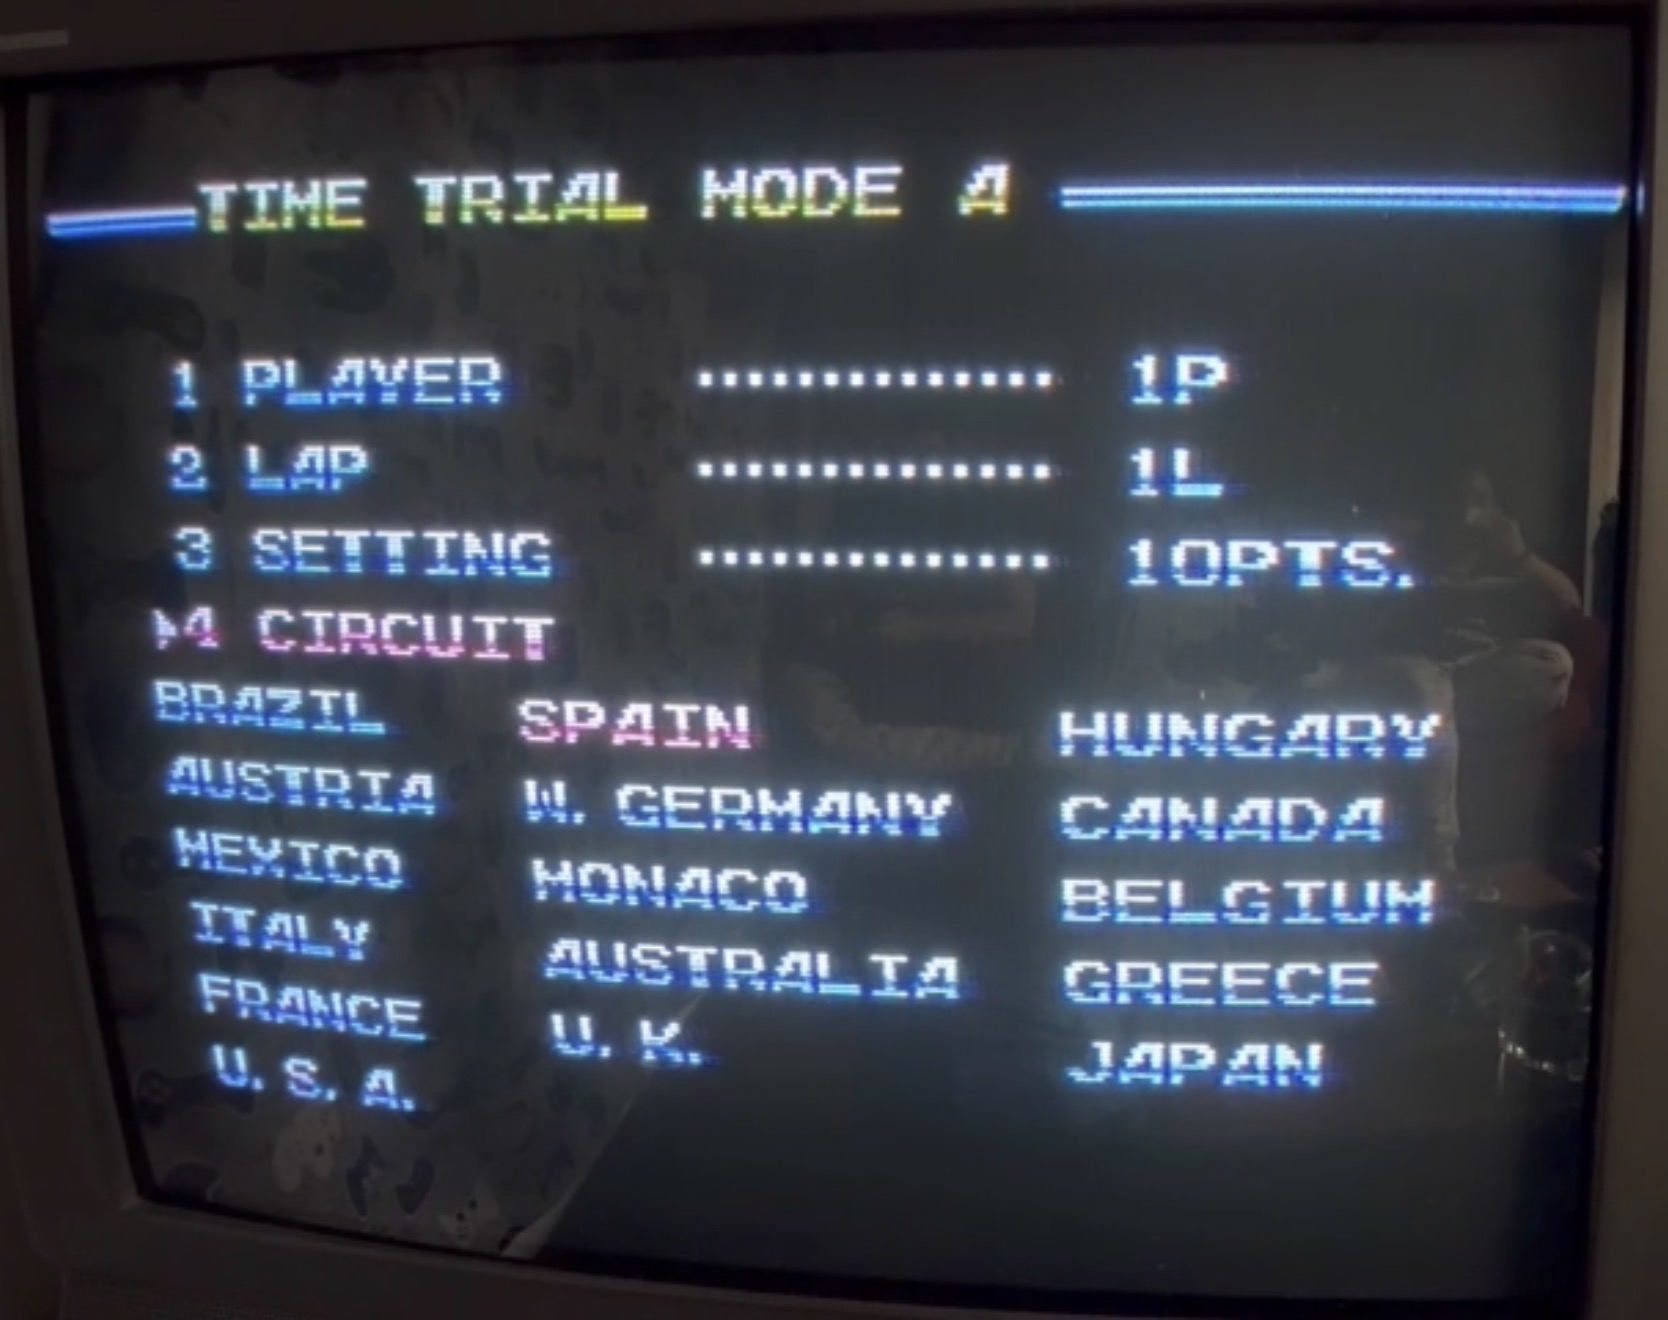 TIME TRIAL MODE A
1 PLAYER .............. 1P
2 LAP .............. 1L
3 SETTING .............. 10PTS.
▶4 CIRCUIT
BRAZIL SPAIN HUNGARY
AUSTRIA W. GERMANY CANADA
MEXICO MONACO BELGIUM
ITALY AUSTRALIA GREECE
FRANCE U. K. JAPAN
U. S. A.